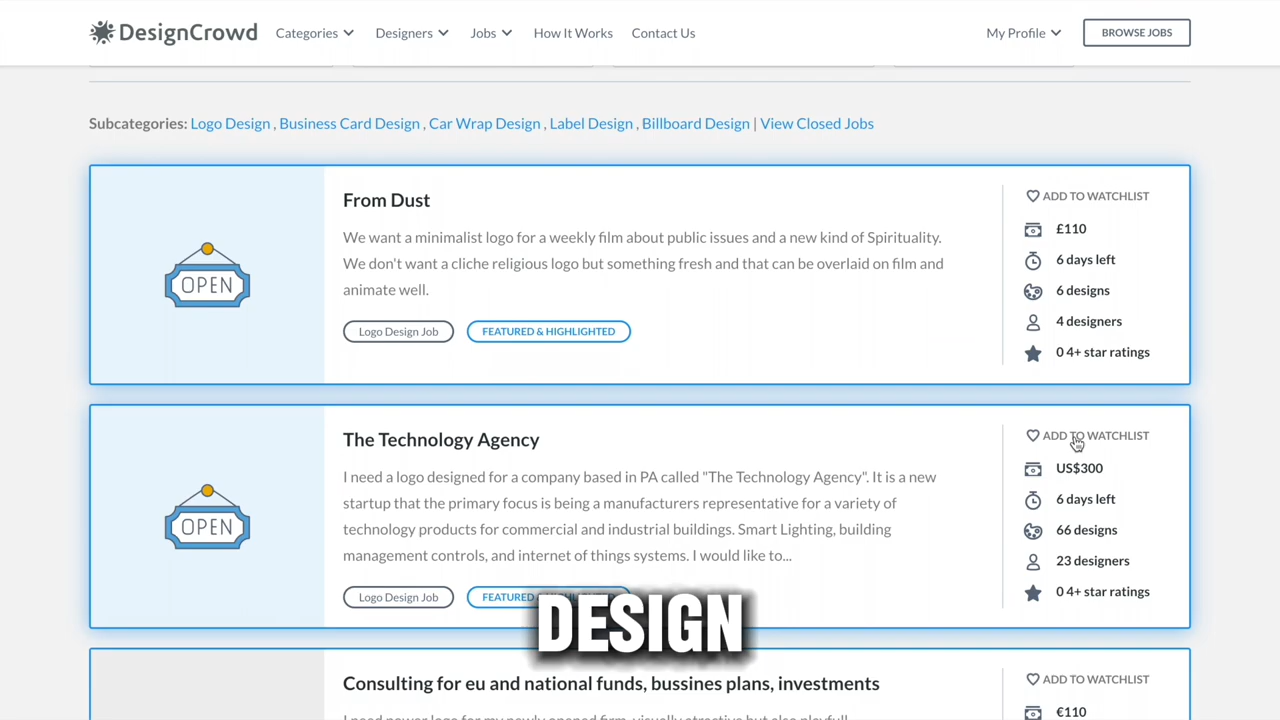 DesignCrowd Categories Designers Jobs How It Works Contact Us My Profile BROWSE JOBS
Subcategories: Logo Design , Business Card Design , Car Wrap Design , Label Design , Billboard Design | View Closed Jobs
From Dust
We want a minimalist logo for a weekly film about public issues and a new kind of Spirituality.
We don't want a cliche religious logo but something fresh and that can be overlaid on film and
animate well.
Logo Design Job FEATURED & HIGHLIGHTED
OPEN
ADD TO WATCHLIST
£110
6 days left
6 designs
4 designers
0 4+ star ratings
The Technology Agency
I need a logo designed for a company based in PA called "The Technology Agency". It is a new
startup that the primary focus is being a manufacturers representative for a variety of
technology products for commercial and industrial buildings. Smart Lighting, building
management controls, and internet of things systems. I would like to...
Logo Design Job FEATURED
OPEN
ADD TO WATCHLIST
US$300
6 days left
66 designs
23 designers
0 4+ star ratings
DESIGN
Consulting for eu and national funds, bussines plans, investments
ADD TO WATCHLIST
€110